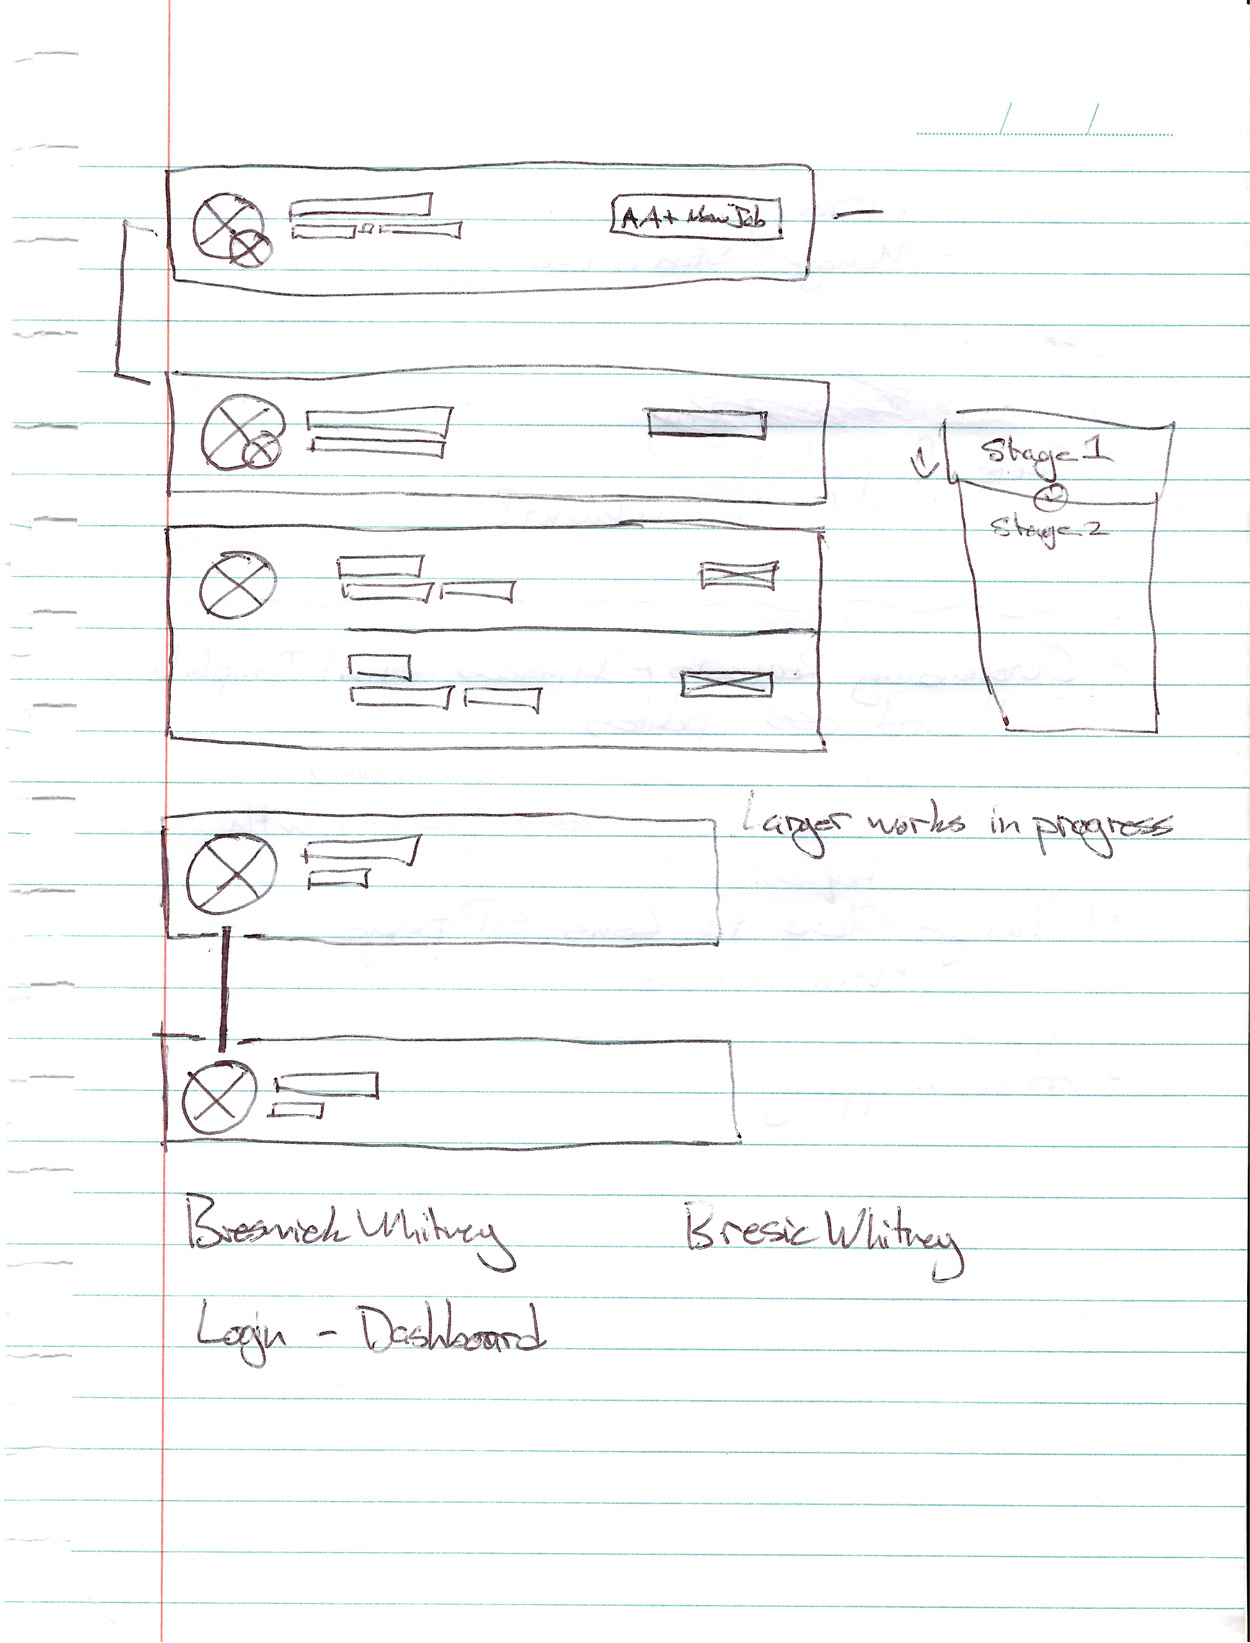 AA+ New Job
Stage 1
Stage 2
Larger works in progress
Bresnick Whitney
Bresic Whitney
Login - Dashboard